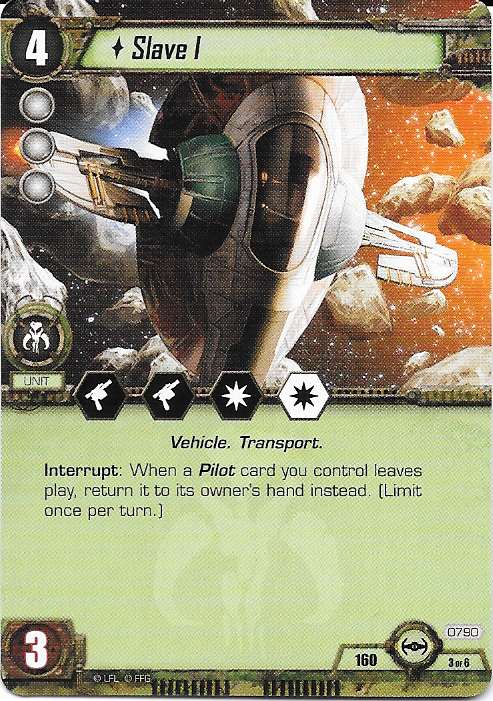 4
Slave I
UNIT
Vehicle. Transport.
Interrupt: When a Pilot card you control leaves
play, return it to its owner's hand instead. (Limit
once per turn.)
3
0790
160
3 OF 6
© LFL © FFG